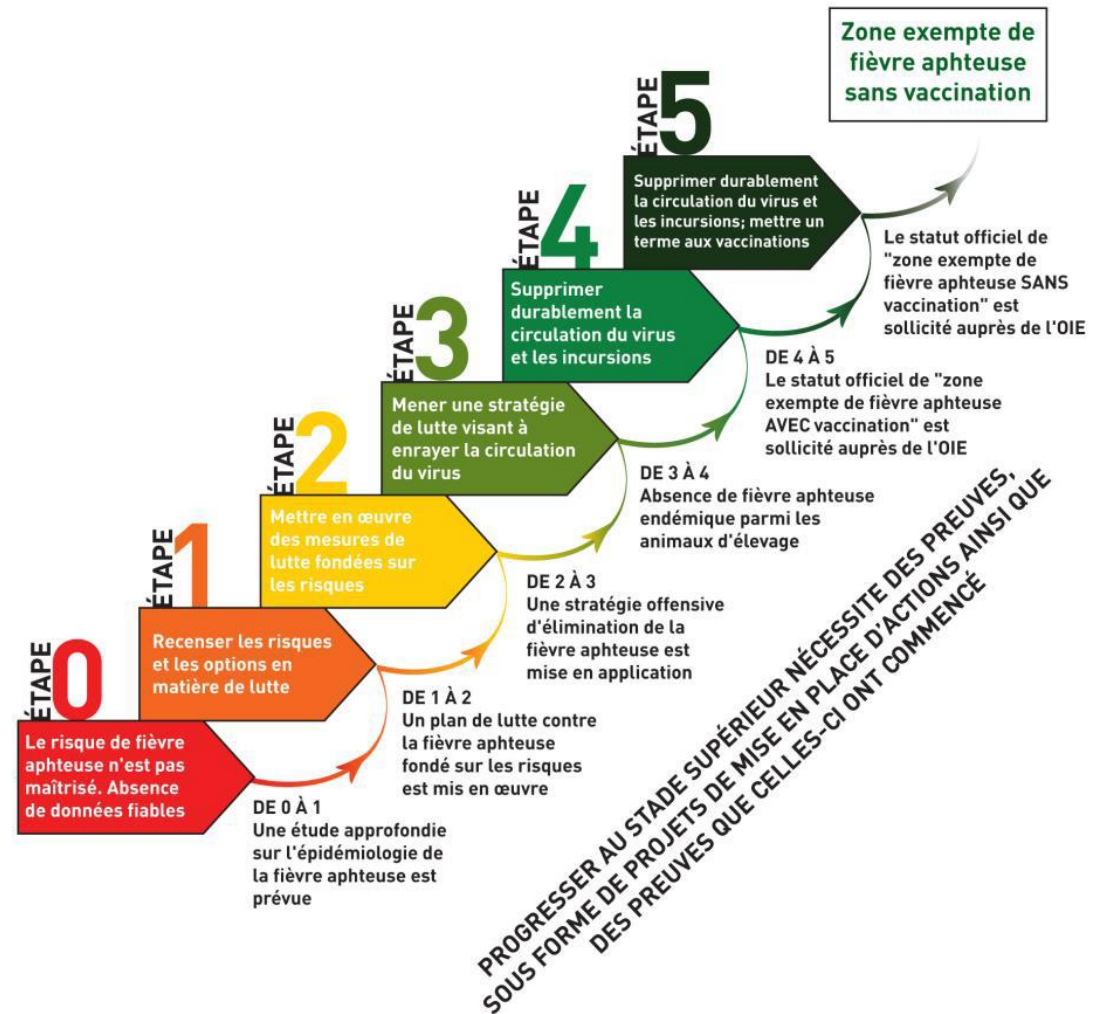 ÉTAPE 0
Le risque de fièvre
aphteuse n'est pas
maîtrisé. Absence
de données fiables
DE 0 À 1
Une étude approfondie
sur l'épidémiologie de
la fièvre aphteuse est
prévue
ÉTAPE 1
Recenser les risques
et les options en
matière de lutte
DE 1 À 2
Un plan de lutte contre
la fièvre aphteuse
fondé sur les risques
est mis en œuvre
ÉTAPE 2
Mettre en œuvre
des mesures de
lutte fondées sur
les risques
DE 2 À 3
Une stratégie offensive
d'élimination de la
fièvre aphteuse est
mise en application
ÉTAPE 3
Mener une stratégie
de lutte visant à
enrayer la circulation
du virus
DE 3 À 4
Absence de fièvre aphteuse
endémique parmi les
animaux d'élevage
ÉTAPE 4
Supprimer
durablement la
circulation du virus
et les incursions
DE 4 À 5
Le statut officiel de "zone
exempte de fièvre aphteuse
AVEC vaccination" est
sollicité auprès de l'OIE
ÉTAPE 5
Supprimer durablement
la circulation du virus et
les incursions; mettre un
terme aux vaccinations
Le statut officiel de
"zone exempte de
fièvre aphteuse SANS
vaccination" est
sollicité auprès de l'OIE
Zone exempte de
fièvre aphteuse
sans vaccination
PROGRESSER AU STADE SUPÉRIEUR NÉCESSITE DES PREUVES,
SOUS FORME DE PROJETS DE MISE EN PLACE D'ACTIONS AINSI QUE
DES PREUVES QUE CELLES-CI ONT COMMENCÉ